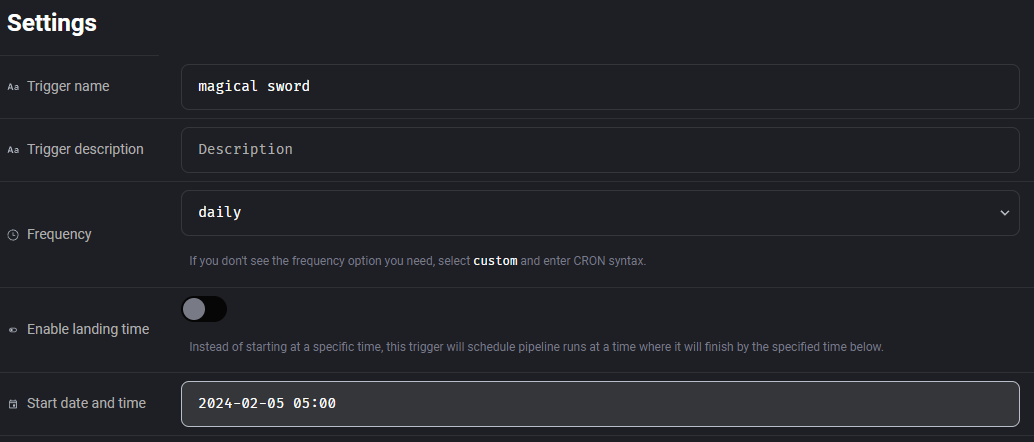 Settings
Aa Trigger name
magical sword
Aa Trigger description
Description
Frequency
daily
If you don't see the frequency option you need, select custom and enter CRON syntax.
Enable landing time
Instead of starting at a specific time, this trigger will schedule pipeline runs at a time where it will finish by the specified time below.
Start date and time
2024-02-05 05:00